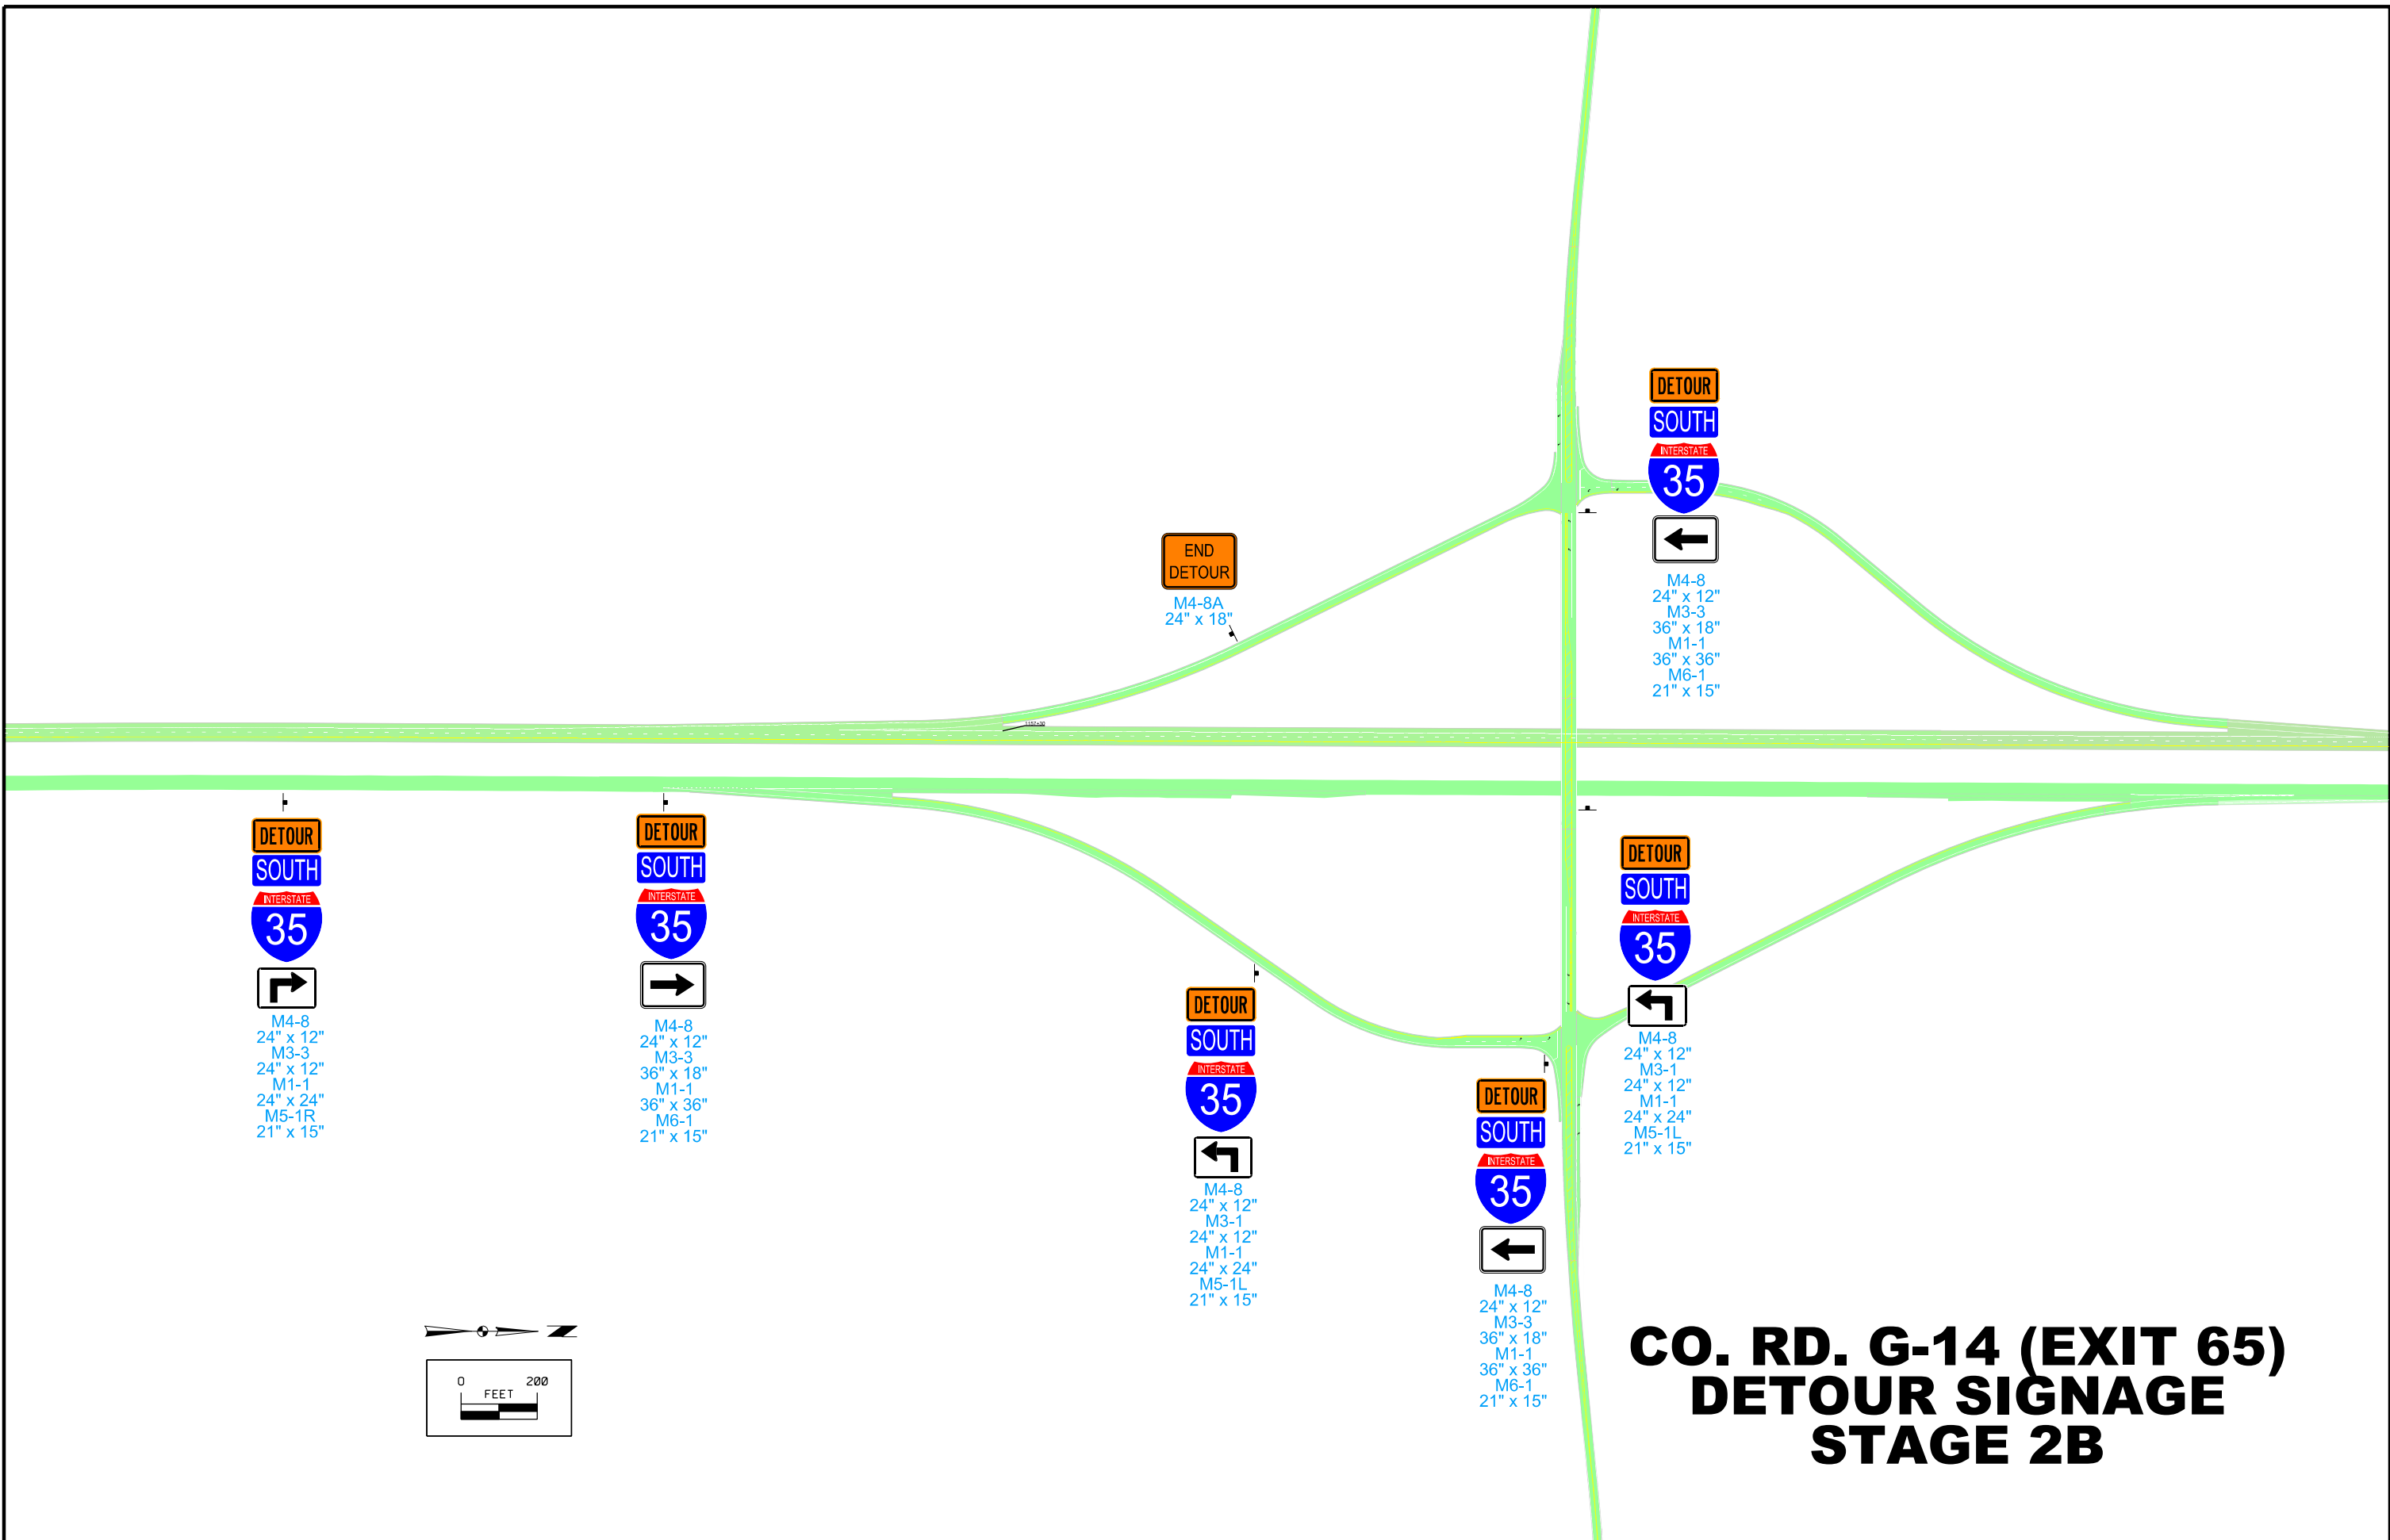 DETOUR
SOUTH
INTERSTATE
35
M4-8
24" x 12"
M3-3
36" x 18"
M1-1
36" x 36"
M6-1
21" x 15"
END
DETOUR
M4-8A
24" x 18"
1157+50
DETOUR
SOUTH
INTERSTATE
35
M4-8
24" x 12"
M3-3
24" x 12"
M1-1
24" x 24"
M5-1R
21" x 15"
DETOUR
SOUTH
INTERSTATE
35
M4-8
24" x 12"
M3-3
36" x 18"
M1-1
36" x 36"
M6-1
21" x 15"
DETOUR
SOUTH
INTERSTATE
35
M4-8
24" x 12"
M3-1
24" x 12"
M1-1
24" x 24"
M5-1L
21" x 15"
DETOUR
SOUTH
INTERSTATE
35
M4-8
24" x 12"
M3-3
36" x 18"
M1-1
36" x 36"
M6-1
21" x 15"
DETOUR
SOUTH
INTERSTATE
35
M4-8
24" x 12"
M3-1
24" x 12"
M1-1
24" x 24"
M5-1L
21" x 15"
N
0 200
FEET
CO. RD. G-14 (EXIT 65)
DETOUR SIGNAGE
STAGE 2B